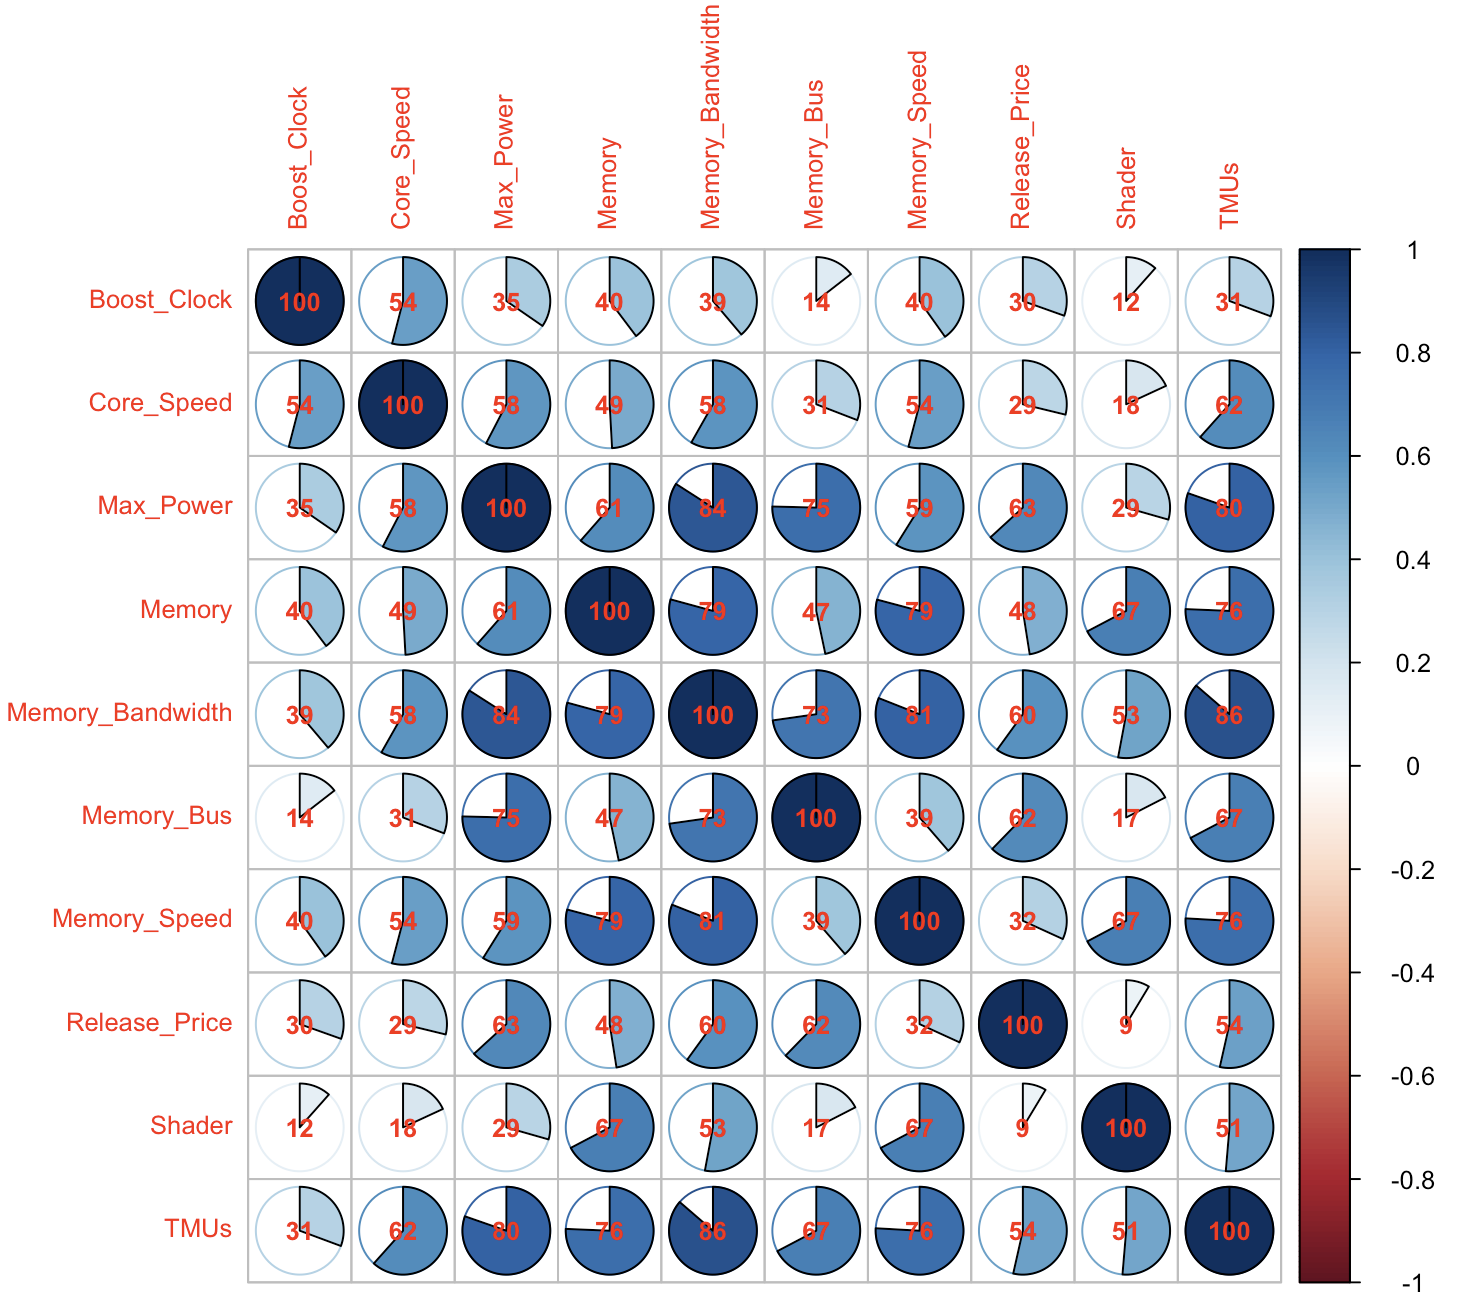 Boost_Clock Core_Speed Max_Power Memory Memory_Bandwidth Memory_Bus Memory_Speed Release_Price Shader TMUs
Boost_Clock 100 54 35 40 39 14 40 30 12 31
Core_Speed 54 100 58 49 58 31 54 29 18 62
Max_Power 35 58 100 61 84 75 59 63 29 80
Memory 40 49 61 100 79 47 79 48 67 76
Memory_Bandwidth 39 58 84 79 100 73 81 60 53 86
Memory_Bus 14 31 75 47 73 100 39 62 17 67
Memory_Speed 40 54 59 79 81 39 100 32 67 76
Release_Price 30 29 63 48 60 62 32 100 9 54
Shader 12 18 29 67 53 17 67 9 100 51
TMUs 31 62 80 76 86 67 76 54 51 100
1
0.8
0.6
0.4
0.2
0
-0.2
-0.4
-0.6
-0.8
-1